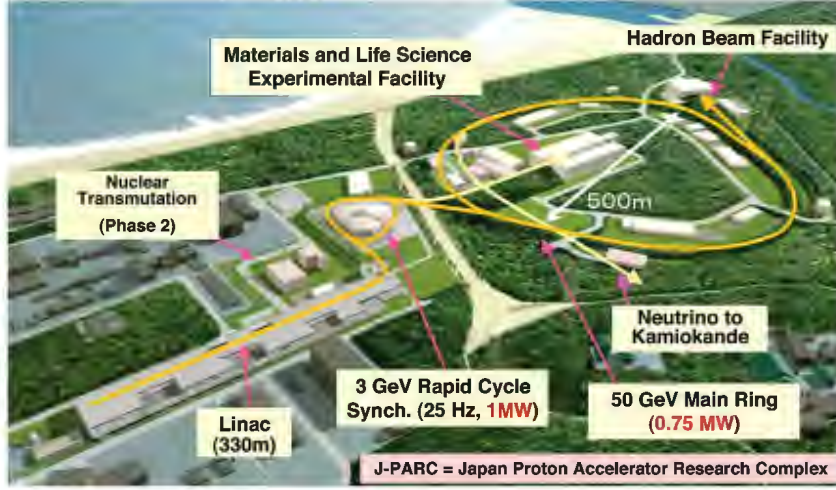 Hadron Beam Facility
Materials and Life Science
Experimental Facility
Nuclear
Transmutation
(Phase 2)
500m
Neutrino to
Kamiokande
3 GeV Rapid Cycle
Synch. (25 Hz, 1MW)
50 GeV Main Ring
(0.75 MW)
Linac
(330m)
J-PARC = Japan Proton Accelerator Research Complex